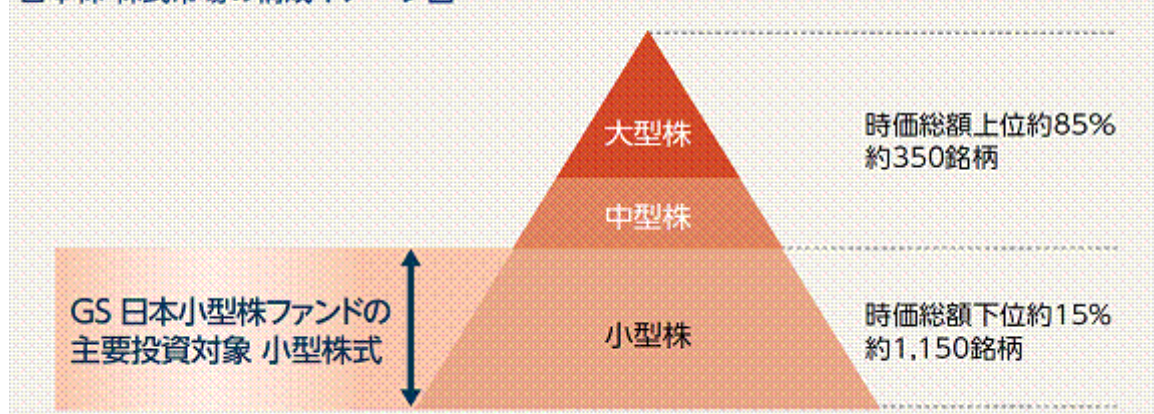 大型株
時価総額上位約85%
約350銘柄
中型株
GS 日本小型株ファンドの
主要投資対象 小型株式
小型株
時価総額下位約15%
約1,150銘柄